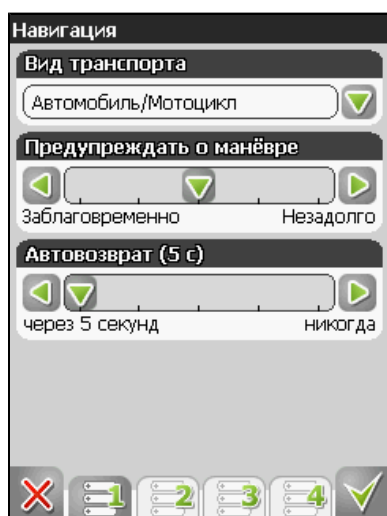 Навигация
Вид транспорта
Автомобиль/Мотоцикл
Предупреждать о манёвре
Заблаговременно Незадолго
Автовозврат (5 с)
через 5 секунд никогда
1 2 3 4